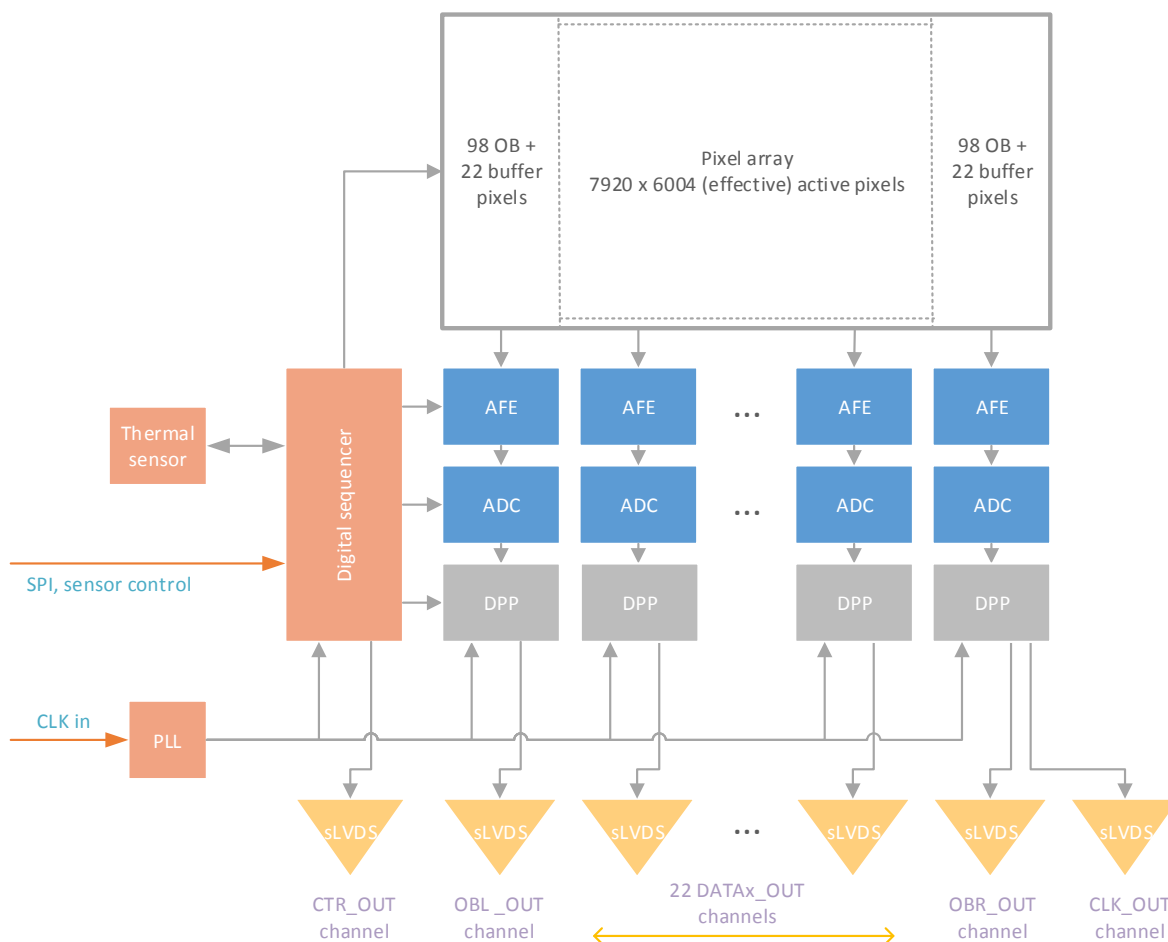 98 OB +
22 buffer
pixels
Pixel array
7920 x 6004 (effective) active pixels
98 OB +
22 buffer
pixels
Thermal
sensor
Digital sequencer
AFE
AFE
...
AFE
AFE
ADC
ADC
...
ADC
ADC
SPI, sensor control
DPP
DPP
DPP
DPP
CLK in
PLL
sLVDS
sLVDS
sLVDS
...
sLVDS
sLVDS
sLVDS
CTR_OUT
channel
OBL _OUT
channel
22 DATAx_OUT
channels
OBR_OUT
channel
CLK_OUT
channel